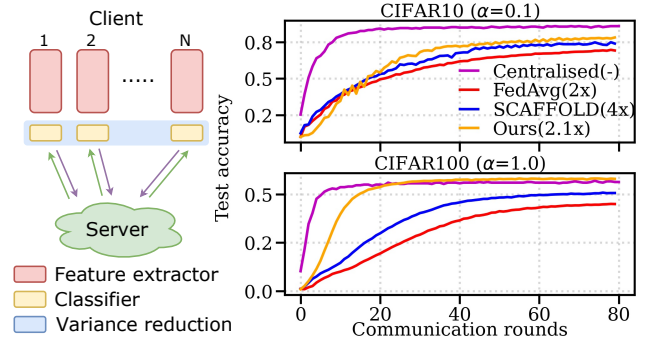 Client
1 2 N
.....
Server
Feature extractor
Classifier
Variance reduction
Test accuracy
CIFAR10 (α=0.1)
0.8
0.5
0.2
Centralised(-)
FedAvg(2x)
SCAFFOLD(4x)
Ours(2.1x)
CIFAR100 (α=1.0)
0.5
0.2
0.0
0 20 40 60 80
Communication rounds